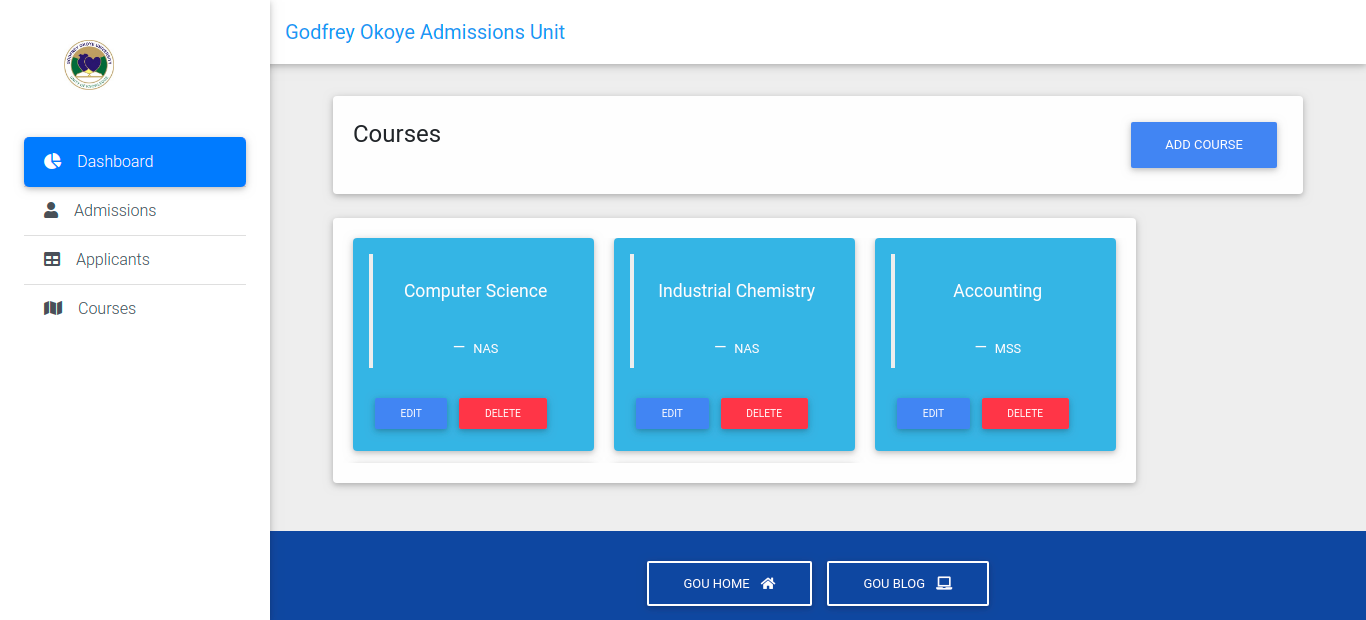 Godfrey Okoye Admissions Unit
Dashboard
Admissions
Applicants
Courses
Courses
ADD COURSE
Computer Science
— NAS
EDIT DELETE
Industrial Chemistry
— NAS
EDIT DELETE
Accounting
— MSS
EDIT DELETE
GOU HOME
GOU BLOG